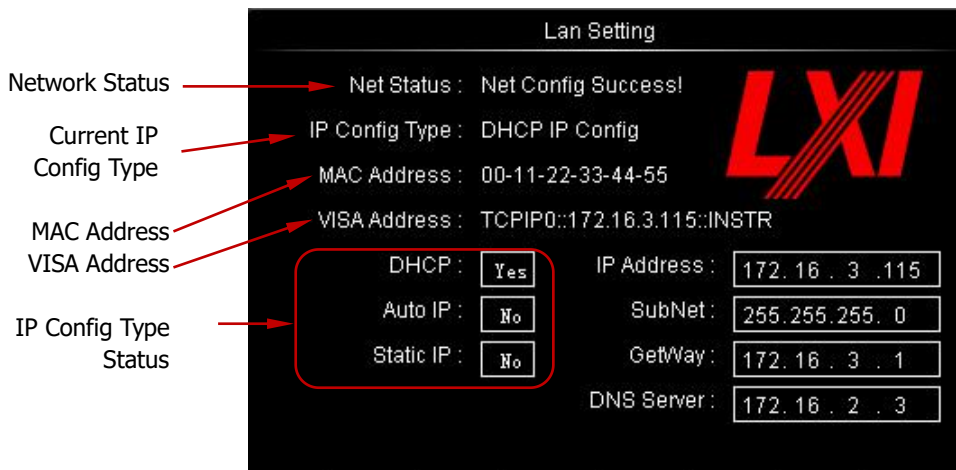 Lan Setting
Network Status
Net Status : Net Config Success!
LXI
Current IP
Config Type
IP Config Type : DHCP IP Config
MAC Address : 00-11-22-33-44-55
MAC Address
VISA Address : TCPIP0::172.16.3.115::INSTR
VISA Address
DHCP : Yes IP Address : 172. 16 . 3 .115
Auto IP : No SubNet : 255.255.255. 0
IP Config Type
Status
Static IP : No GetWay : 172. 16 . 3 . 1
DNS Server : 172. 16 . 2 . 3